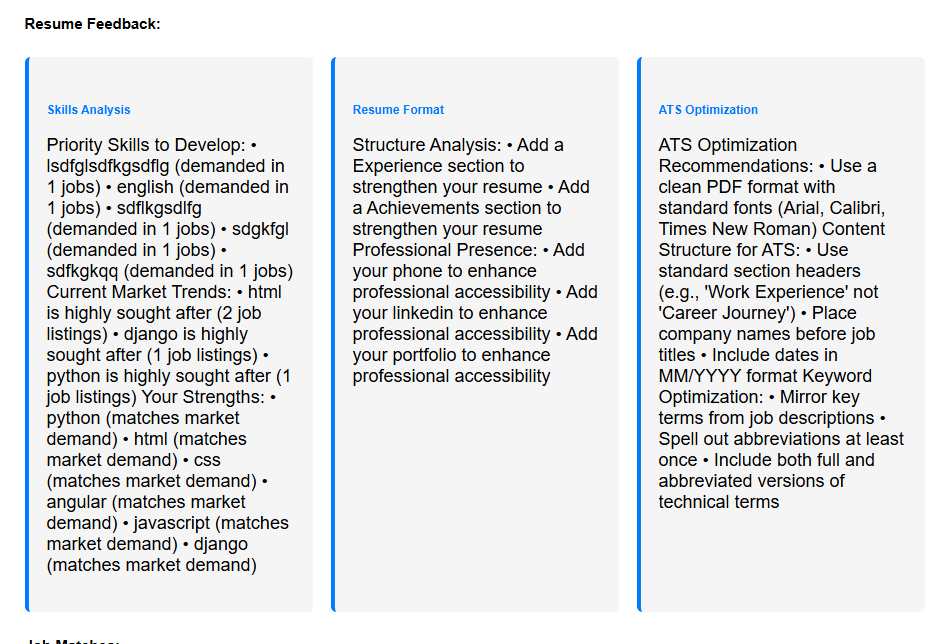 Resume Feedback:
Skills Analysis
Priority Skills to Develop: •
lsdfglsdfkgsdflg (demanded in
1 jobs) • english (demanded in
1 jobs) • sdflkgsdlfg
(demanded in 1 jobs) • sdgkfgl
(demanded in 1 jobs) •
sdfkgkqq (demanded in 1 jobs)
Current Market Trends: • html
is highly sought after (2 job
listings) • django is highly
sought after (1 job listings) •
python is highly sought after (1
job listings) Your Strengths: •
python (matches market
demand) • html (matches
market demand) • css
(matches market demand) •
angular (matches market
demand) • javascript (matches
market demand) • django
(matches market demand)
Resume Format
Structure Analysis: • Add a
Experience section to
strengthen your resume • Add
a Achievements section to
strengthen your resume
Professional Presence: • Add
your phone to enhance
professional accessibility • Add
your linkedin to enhance
professional accessibility • Add
your portfolio to enhance
professional accessibility
ATS Optimization
ATS Optimization
Recommendations: • Use a
clean PDF format with
standard fonts (Arial, Calibri,
Times New Roman) Content
Structure for ATS: • Use
standard section headers
(e.g., 'Work Experience' not
'Career Journey') • Place
company names before job
titles • Include dates in
MM/YYYY format Keyword
Optimization: • Mirror key
terms from job descriptions •
Spell out abbreviations at least
once • Include both full and
abbreviated versions of
technical terms
Job Matches: